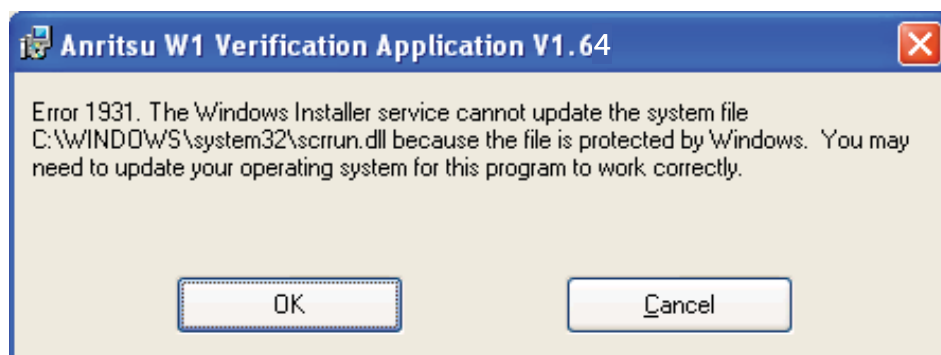 Anritsu W1 Verification Application V1.64
Error 1931. The Windows Installer service cannot update the system file
C:\WINDOWS\system32\scrrun.dll because the file is protected by Windows.  You may
need to update your operating system for this program to work correctly.
OK
Cancel